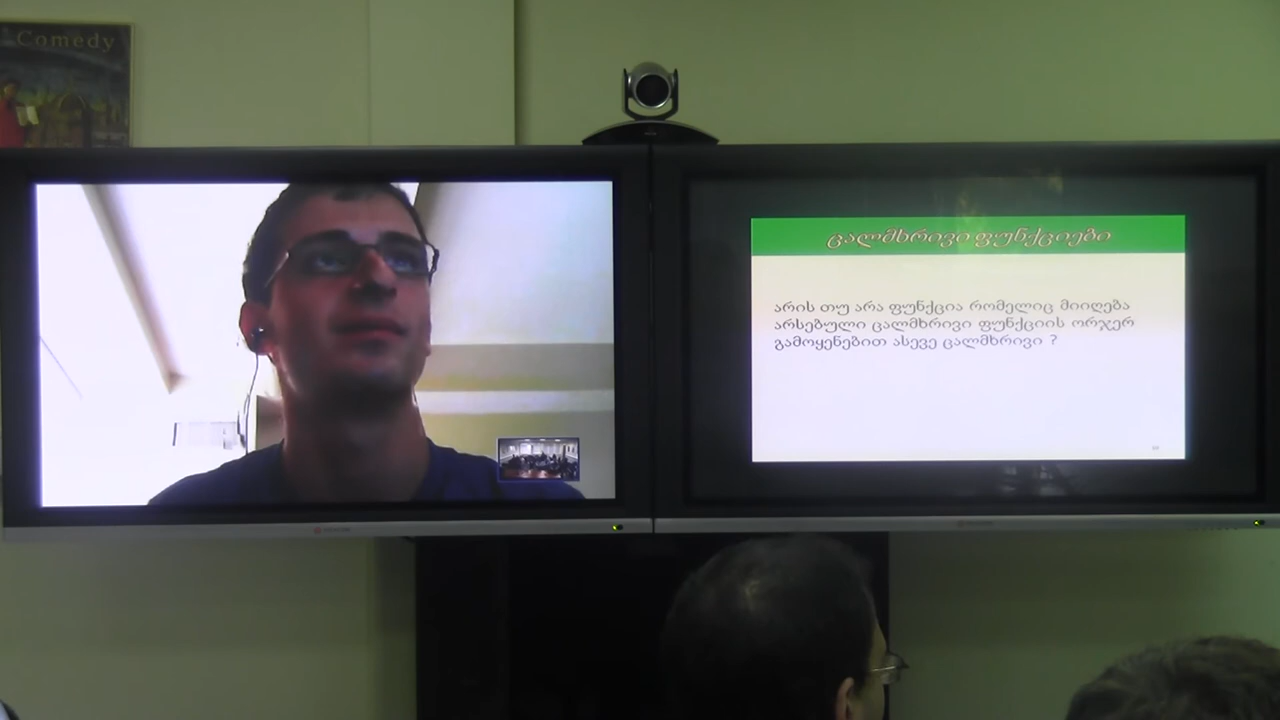 Comedy
ცალმხრივი ფუნქციები
არის თუ არა ფუნქცია რომელიც მიიღება
არსებული ცალმხრივი ფუნქციის ორჯერ
გამოყენებით ასევე ცალმხრივი ?